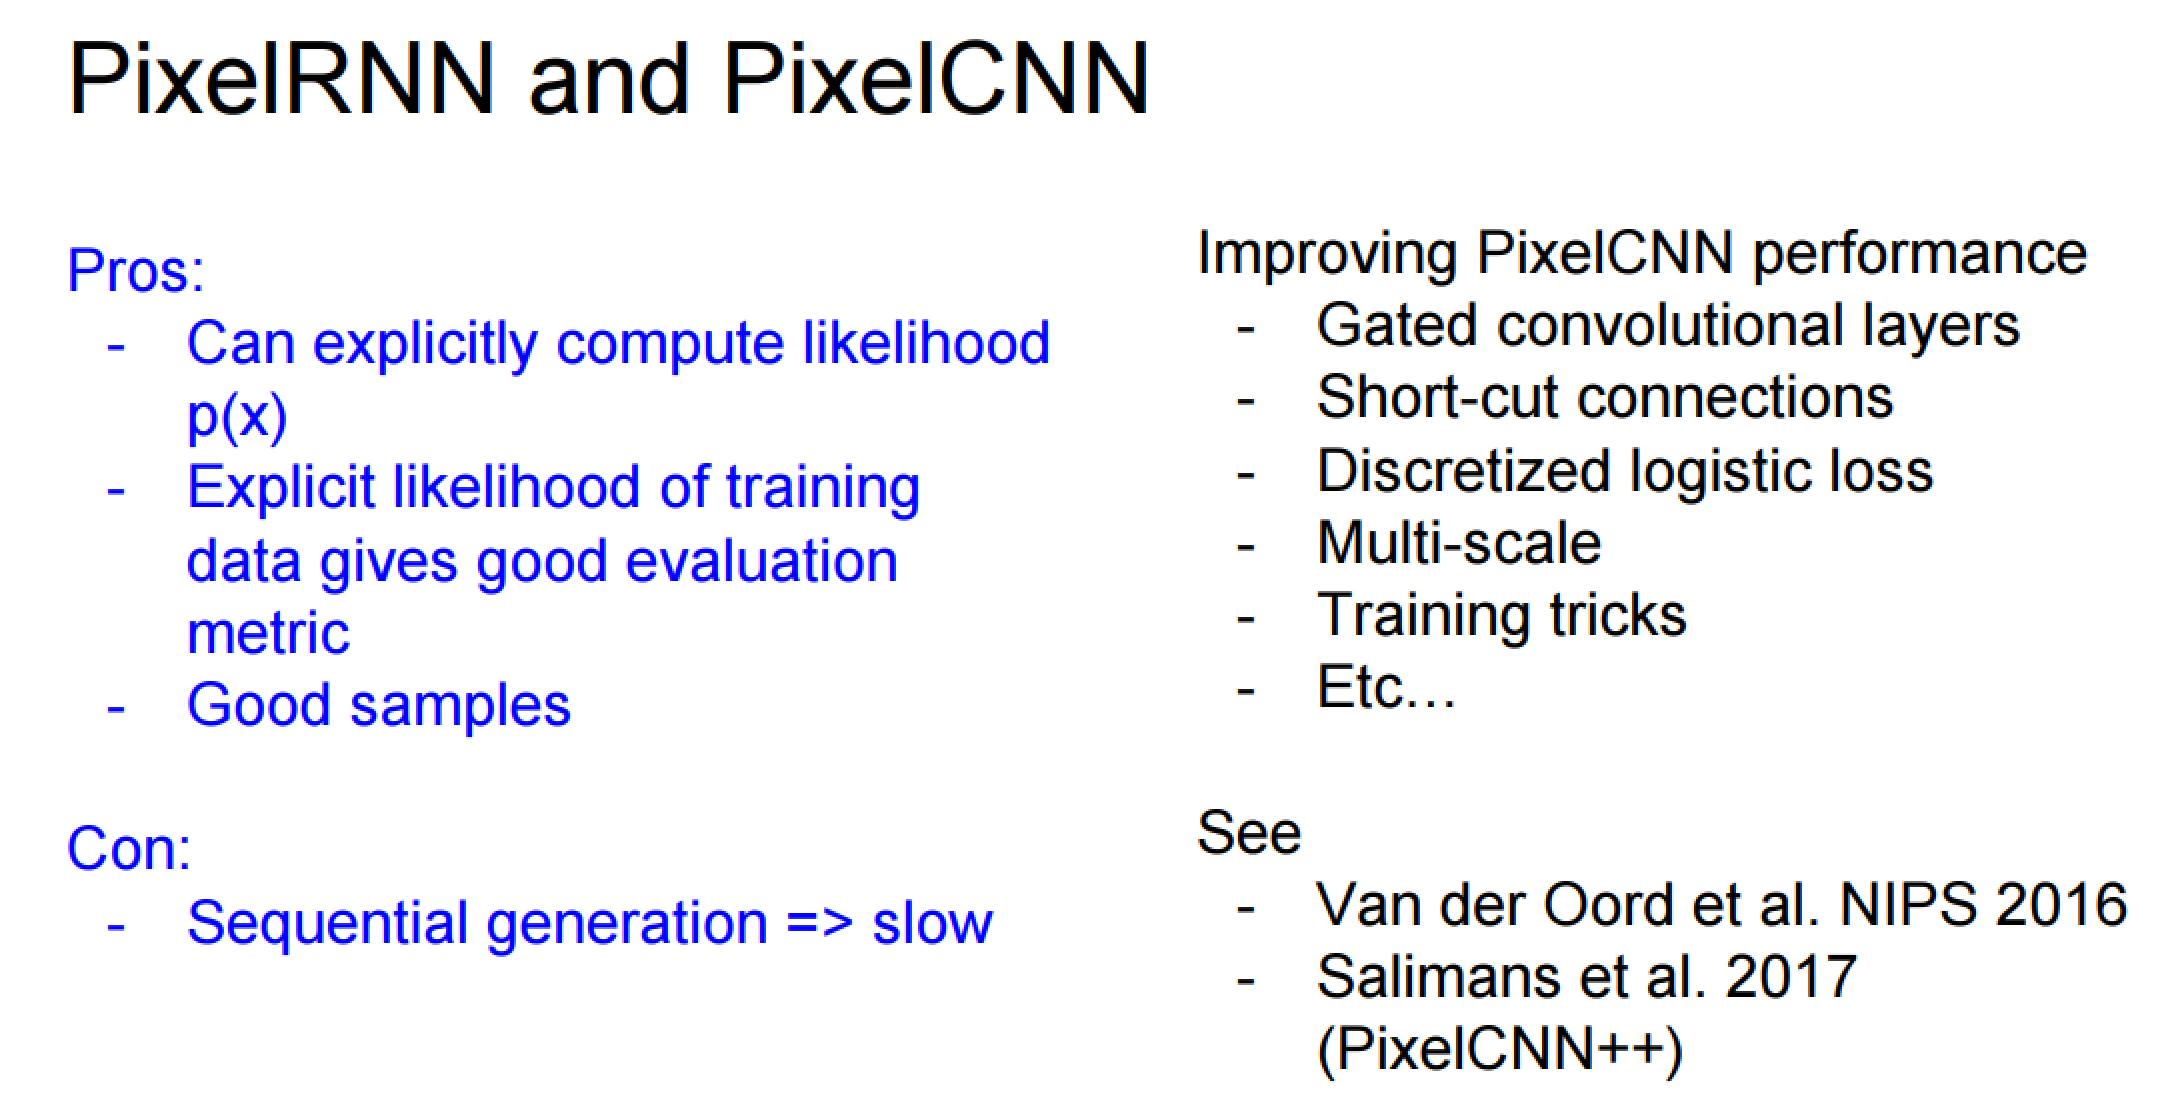 PixelRNN and PixelCNN
Pros:
- Can explicitly compute likelihood
p(x)
- Explicit likelihood of training
data gives good evaluation
metric
- Good samples
Con:
- Sequential generation => slow
Improving PixelCNN performance
- Gated convolutional layers
- Short-cut connections
- Discretized logistic loss
- Multi-scale
- Training tricks
- Etc...
See
- Van der Oord et al. NIPS 2016
- Salimans et al. 2017
(PixelCNN++)